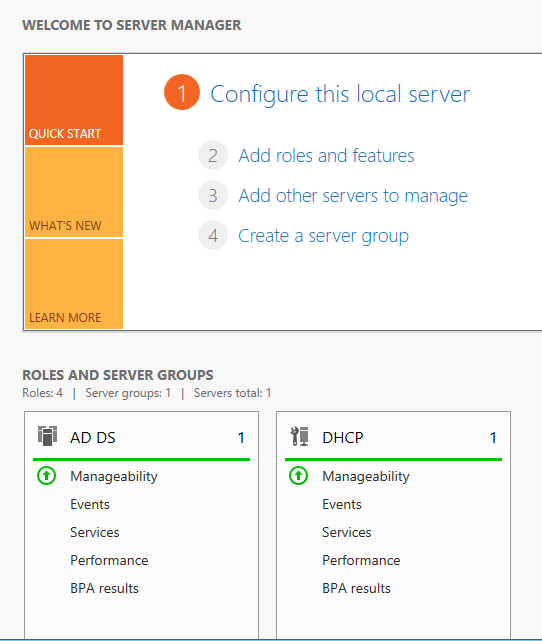 WELCOME TO SERVER MANAGER
QUICK START
WHAT'S NEW
LEARN MORE
1 Configure this local server
2 Add roles and features
3 Add other servers to manage
4 Create a server group
ROLES AND SERVER GROUPS
Roles: 4 | Server groups: 1 | Servers total: 1
AD DS 1
Manageability
Events
Services
Performance
BPA results
DHCP 1
Manageability
Events
Services
Performance
BPA results